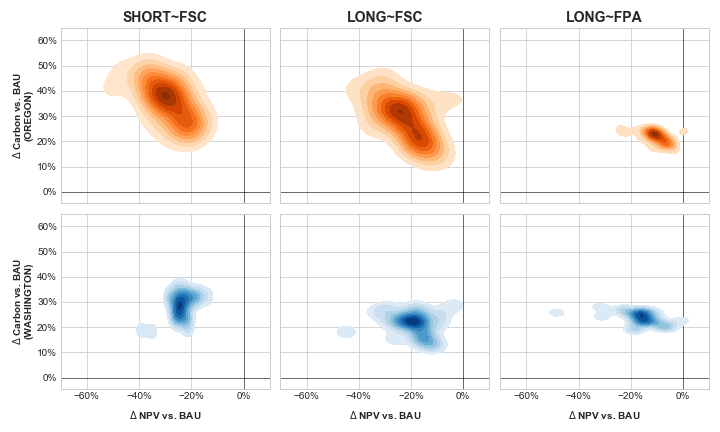 SHORT~FSC LONG~FSC LONG~FPA
60%
50%
40%
30%
20%
10%
0%
Δ Carbon vs. BAU
(OREGON)
60%
50%
40%
30%
20%
10%
0%
Δ Carbon vs. BAU
(WASHINGTON)
−60% −40% −20% 0% −60% −40% −20% 0% −60% −40% −20% 0%
Δ NPV vs. BAU Δ NPV vs. BAU Δ NPV vs. BAU